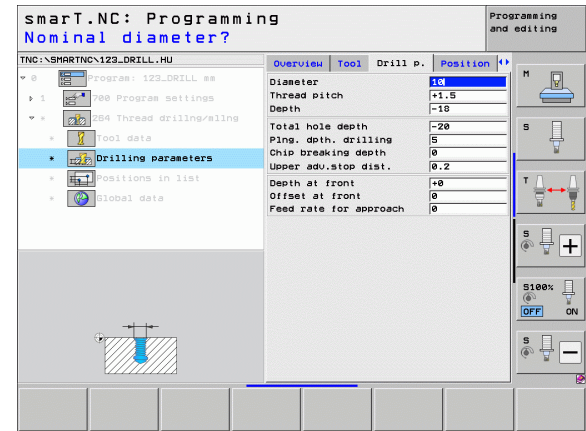 smarT.NC: Programming
Nominal diameter?
Programming
and editing
TNC:\SMARTNC\123_DRILL.HU
0 Program: 123_DRILL mm
1 700 Program settings
* 264 Thread drillng/mllng
* Tool data
* Drilling parameters
* Positions in list
* Global data
Overview Tool Drill p. Position
Diameter 10
Thread pitch +1.5
Depth -18
Total hole depth -20
Plng. dpth. drilling 5
Chip breaking depth 0
Upper adv.stop dist. 0.2
Depth at front +0
Offset at front 0
Feed rate for approach 0
M
S
T
S
S100%
OFF ON
S